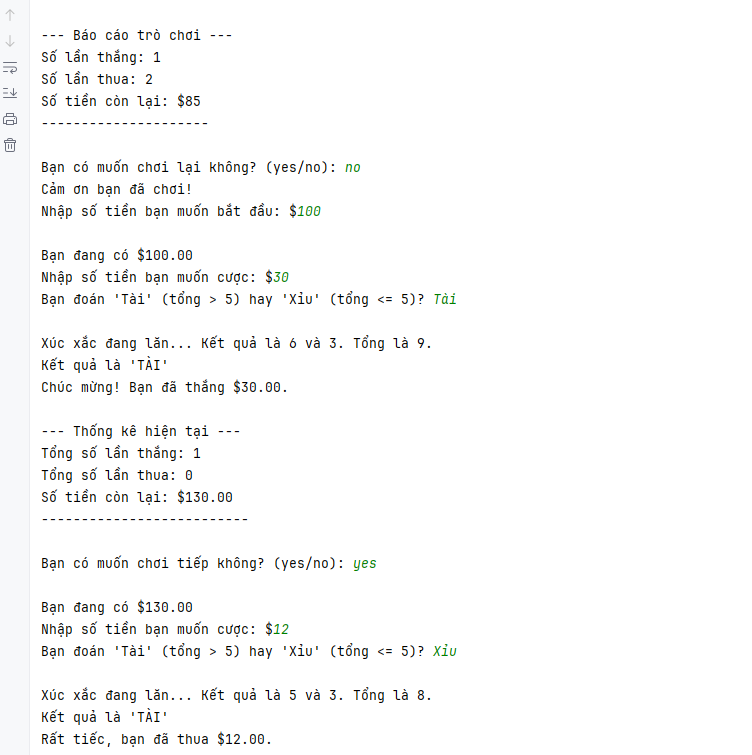 --- Báo cáo trò chơi ---
Số lần thắng: 1
Số lần thua: 2
Số tiền còn lại: $85
---------------------
Bạn có muốn chơi lại không? (yes/no): no
Cảm ơn bạn đã chơi!
Nhập số tiền bạn muốn bắt đầu: $100
Bạn đang có $100.00
Nhập số tiền bạn muốn cược: $30
Bạn đoán 'Tài' (tổng > 5) hay 'Xỉu' (tổng <= 5)? Tài
Xúc xắc đang lăn... Kết quả là 6 và 3. Tổng là 9.
Kết quả là 'TÀI'
Chúc mừng! Bạn đã thắng $30.00.
--- Thống kê hiện tại ---
Tổng số lần thắng: 1
Tổng số lần thua: 0
Số tiền còn lại: $130.00
--------------------------
Bạn có muốn chơi tiếp không? (yes/no): yes
Bạn đang có $130.00
Nhập số tiền bạn muốn cược: $12
Bạn đoán 'Tài' (tổng > 5) hay 'Xỉu' (tổng <= 5)? Xỉu
Xúc xắc đang lăn... Kết quả là 5 và 3. Tổng là 8.
Kết quả là 'TÀI'
Rất tiếc, bạn đã thua $12.00.